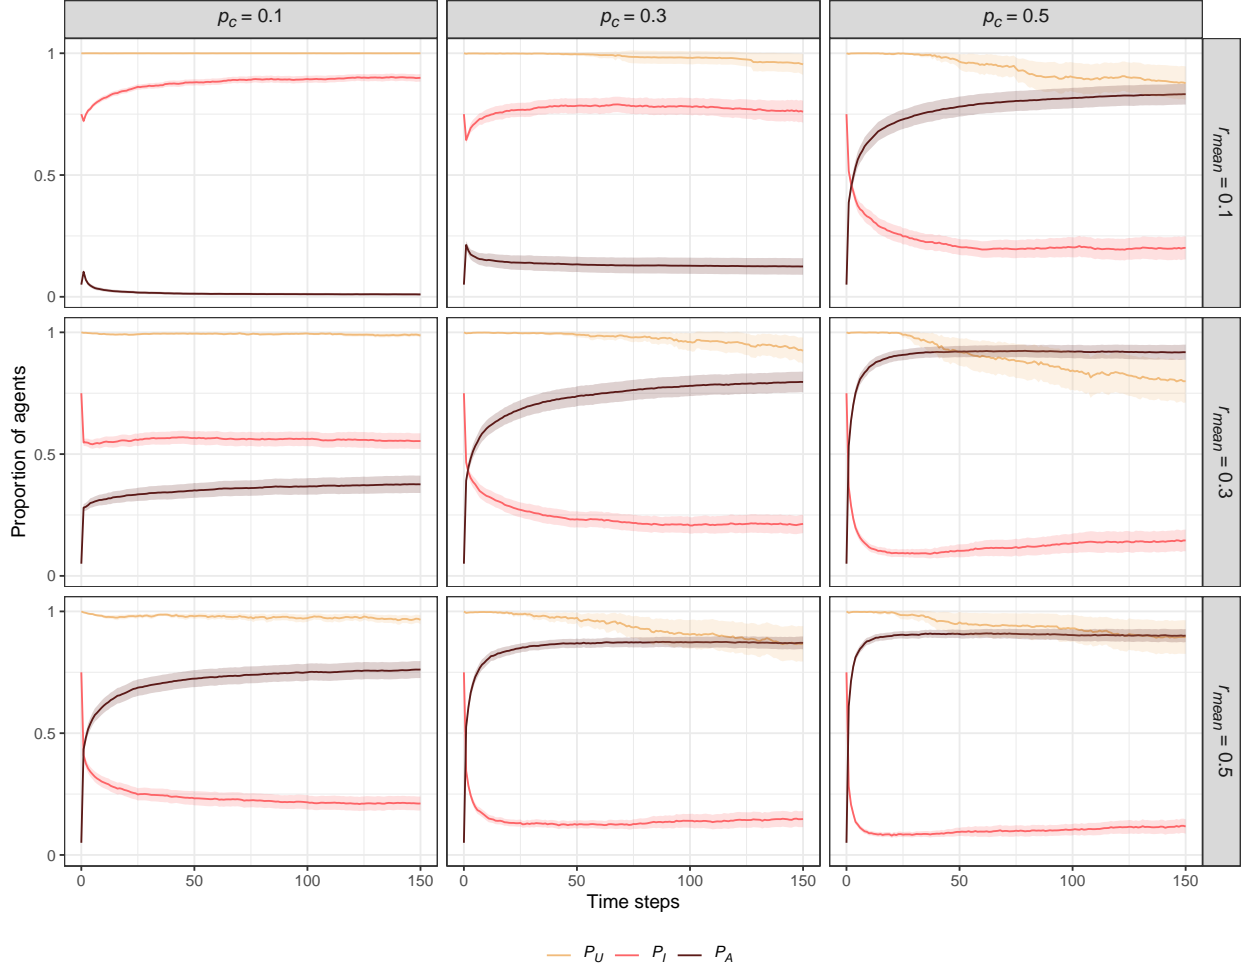 p_c = 0.1
p_c = 0.3
p_c = 0.5
1
0.5
0
r_mean = 0.1
1
0.5
0
r_mean = 0.3
1
0.5
0
r_mean = 0.5
Proportion of agents
0 50 100 150
0 50 100 150
0 50 100 150
Time steps
P_U P_I P_A